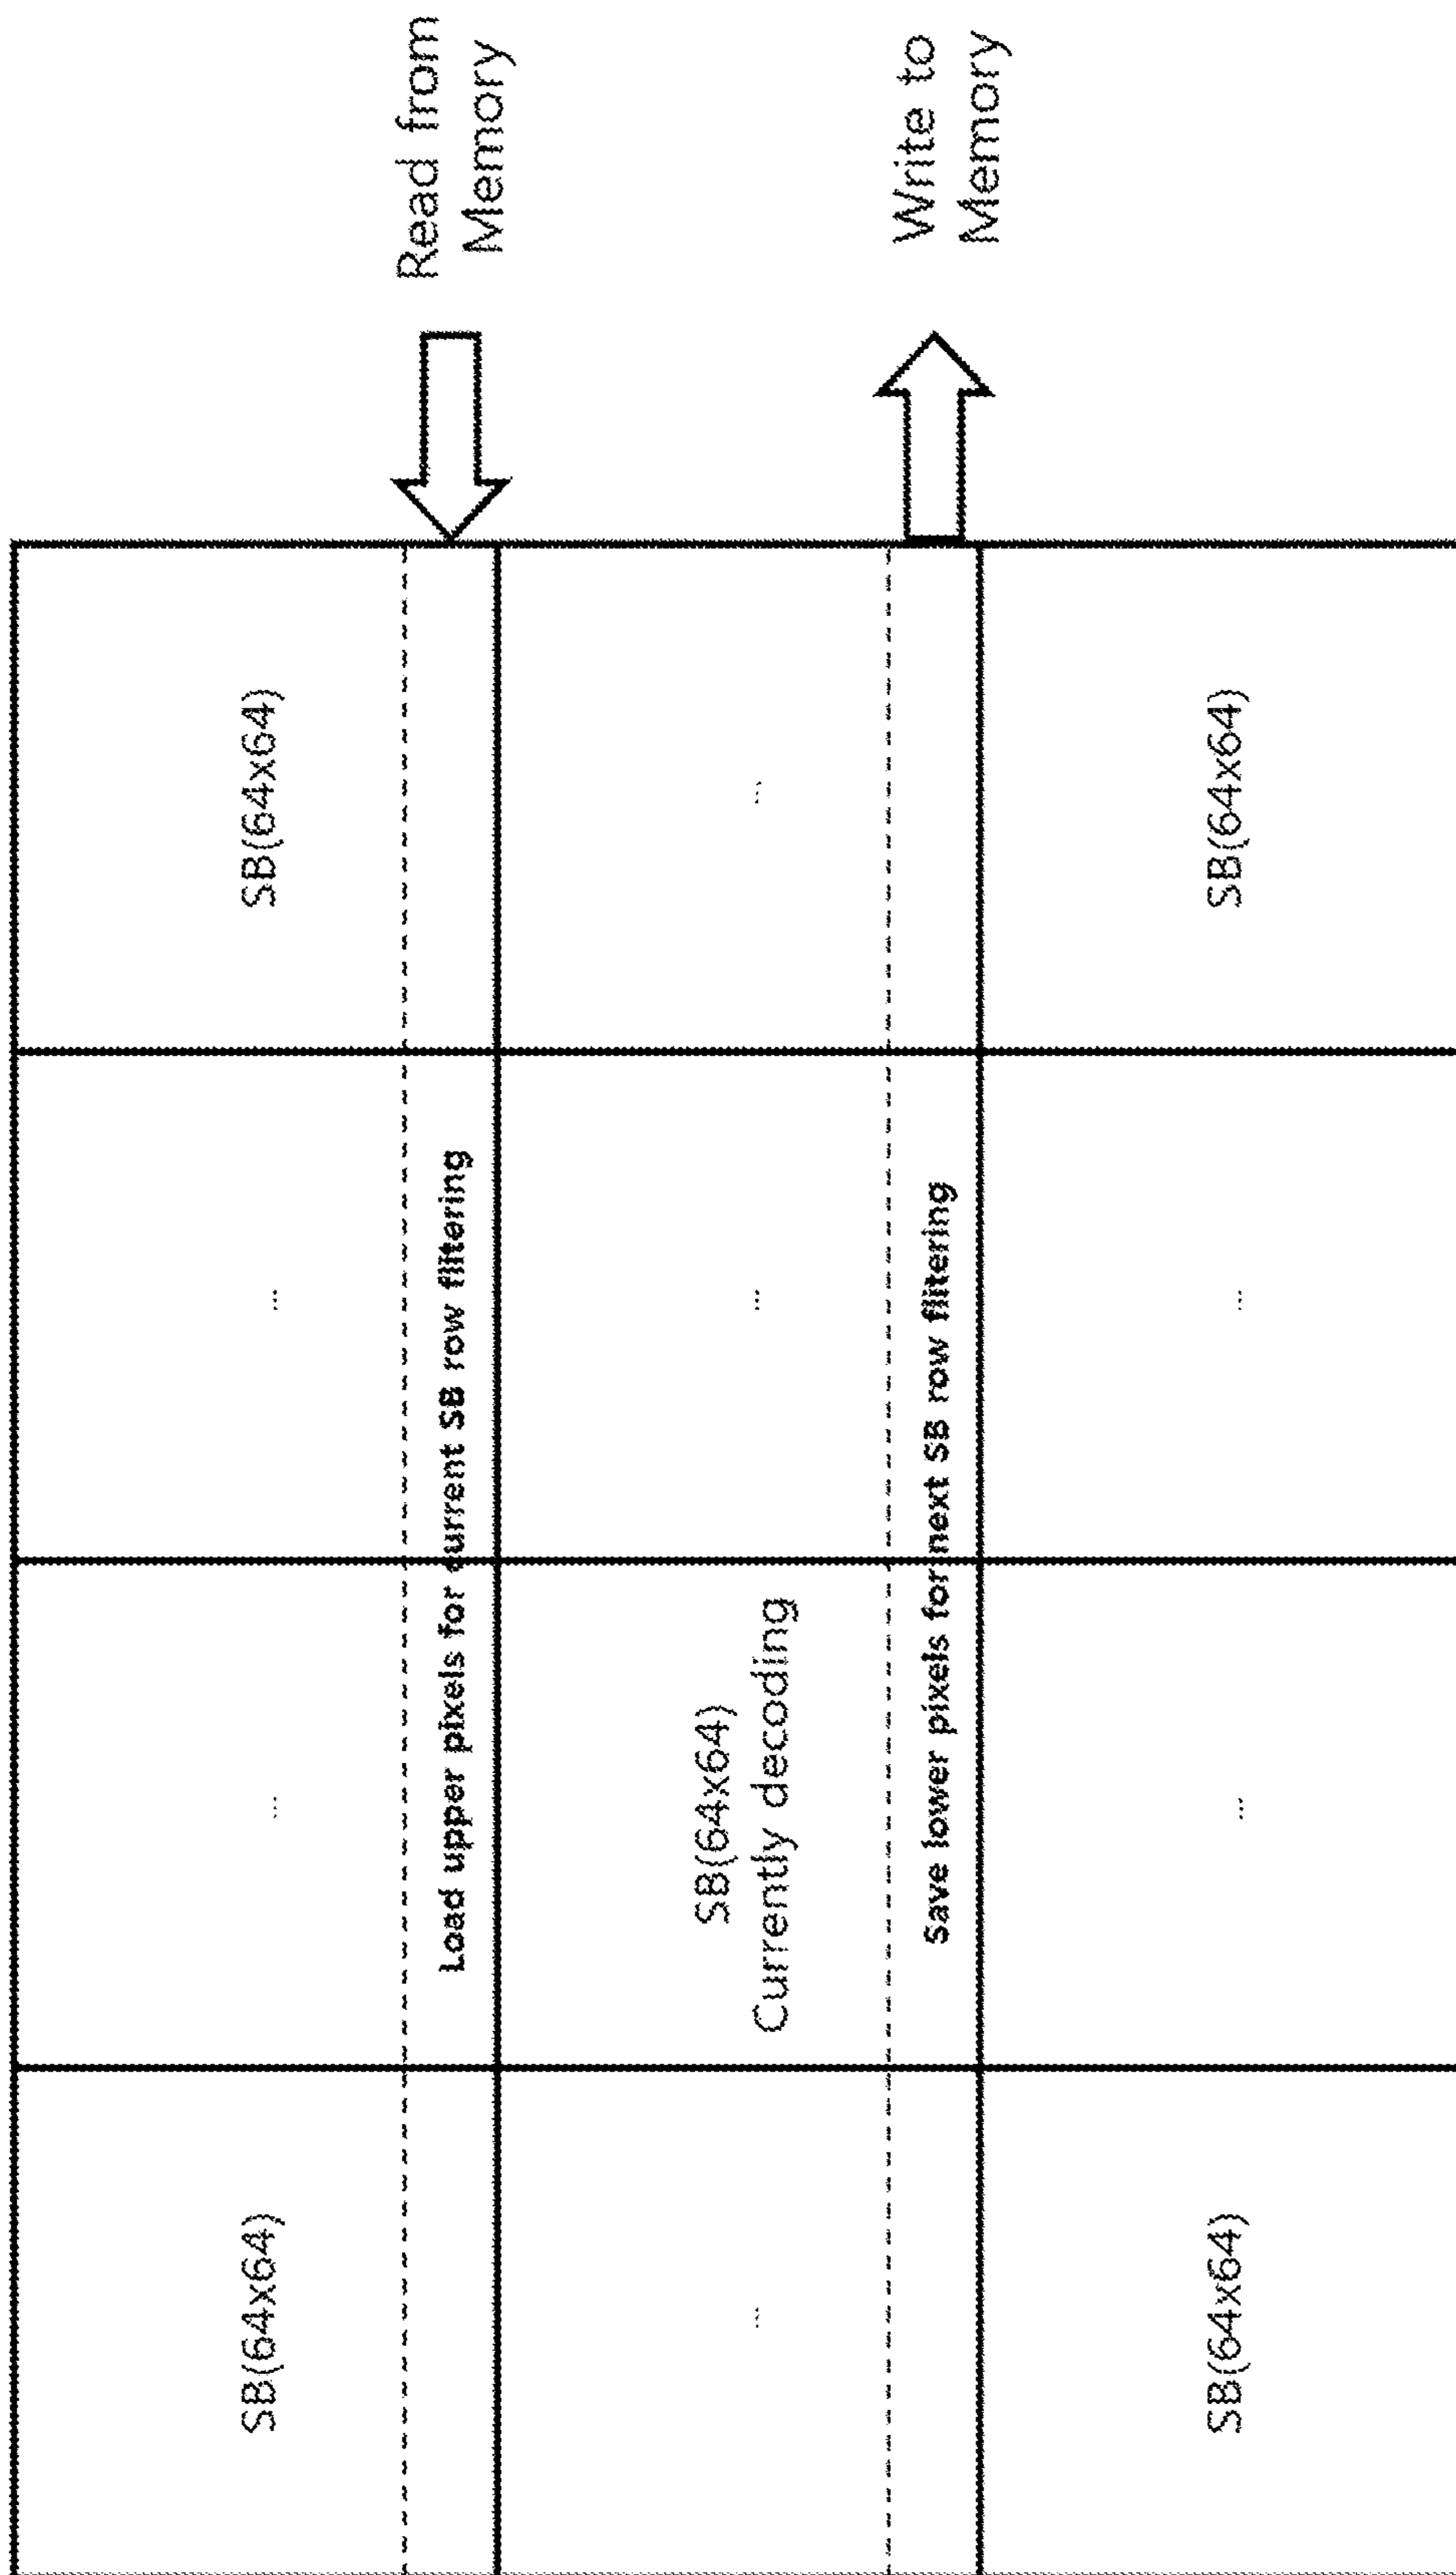 SB(64x64)
...
...
SB(64x64)
Load upper pixels for current SB row filtering
Read from
Memory
...
SB(64x64)
Currently decoding
...
...
Save lower pixels for next SB row filtering
Write to
Memory
SB(64x64)
...
...
SB(64x64)